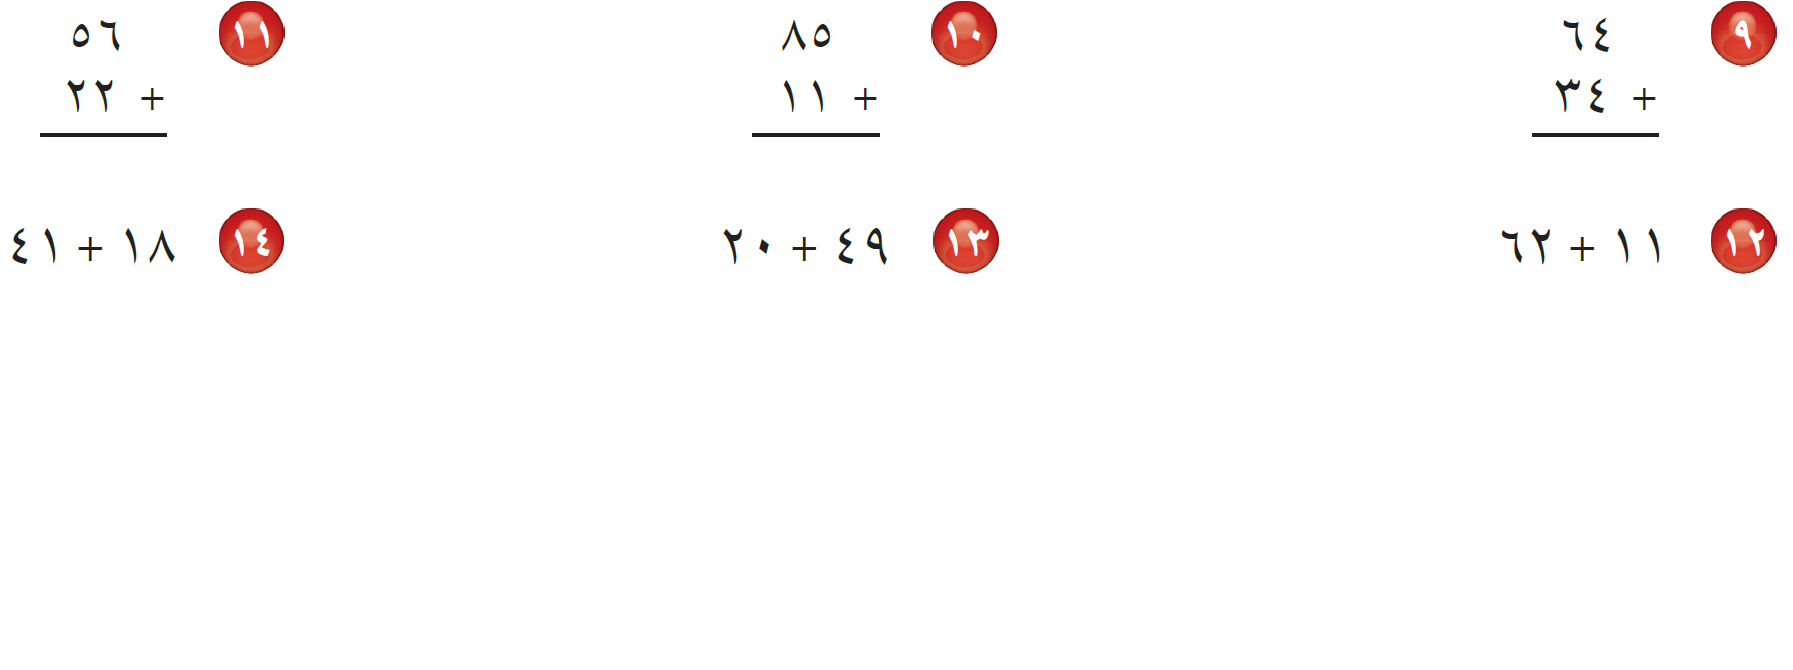 ٩ ٦٤
+ ٣٤
١٠ ٨٥
+ ١١
١١ ٥٦
+ ٢٢
١٢ ١١ + ٦٢
١٣ ٤٩ + ٢٠
١٤ ١٨ + ٤١